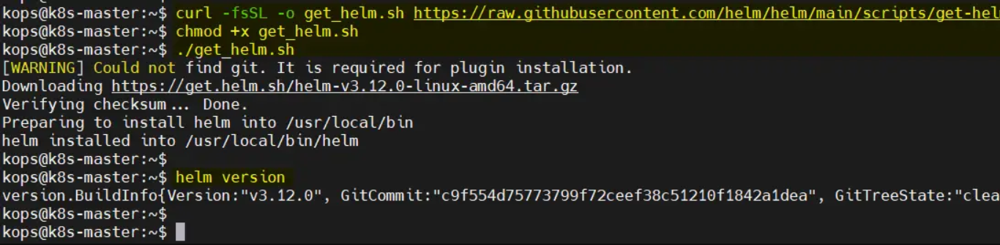 kops@k8s-master:~$ curl -fsSL -o get_helm.sh https://raw.githubusercontent.com/helm/helm/main/scripts/get-hel
kops@k8s-master:~$ chmod +x get_helm.sh
kops@k8s-master:~$ ./get_helm.sh
[WARNING] Could not find git. It is required for plugin installation.
Downloading https://get.helm.sh/helm-v3.12.0-linux-amd64.tar.gz
Verifying checksum... Done.
Preparing to install helm into /usr/local/bin
helm installed into /usr/local/bin/helm
kops@k8s-master:~$
kops@k8s-master:~$ helm version
version.BuildInfo{Version:"v3.12.0", GitCommit:"c9f554d75773799f72ceef38c51210f1842a1dea", GitTreeState:"clea
kops@k8s-master:~$
kops@k8s-master:~$